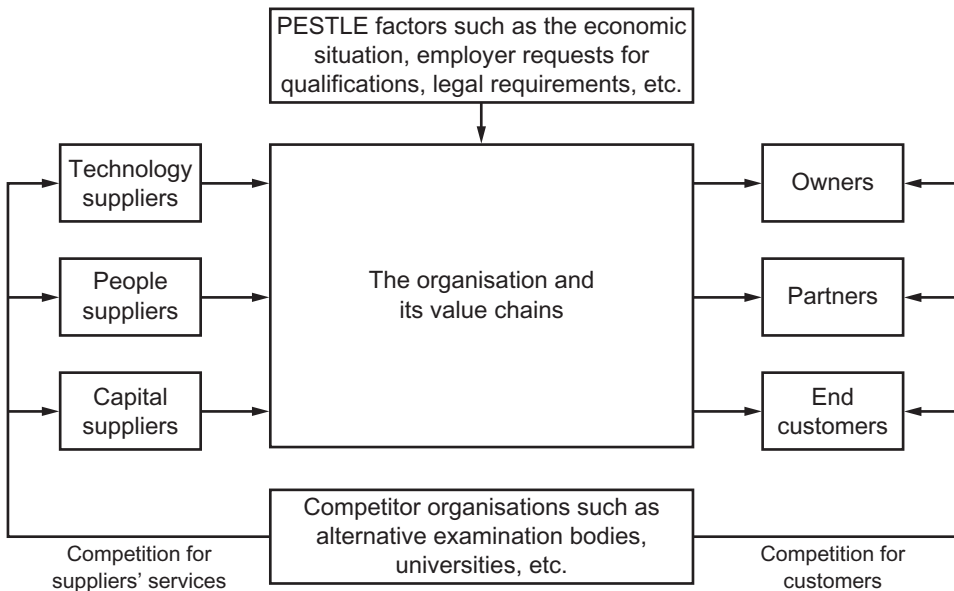 PESTLE factors such as the economic
situation, employer requests for
qualifications, legal requirements, etc.
Technology
suppliers
People
suppliers
Capital
suppliers
The organisation and
its value chains
Owners
Partners
End
customers
Competitor organisations such as
alternative examination bodies,
universities, etc.
Competition for
suppliers’ services
Competition for
customers